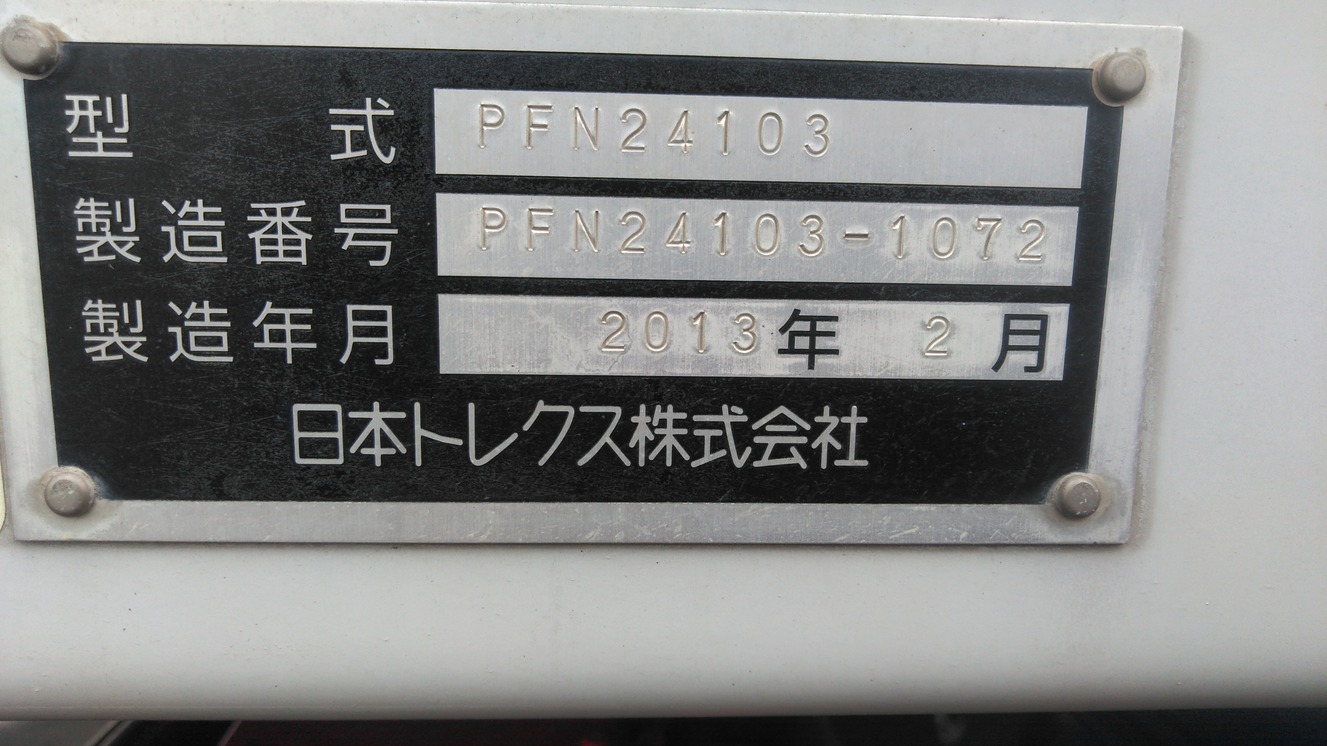 型式 PFN24103
製造番号 PFN24103-1072
製造年月 2013年 2月
日本トレクス株式会社